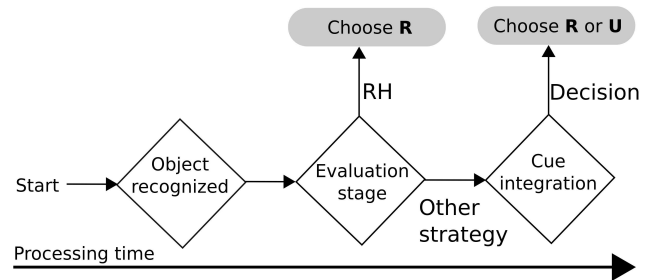 Choose R
Choose R or U
RH
Decision
Start
Object
recognized
Evaluation
stage
Cue
integration
Other
strategy
Processing time